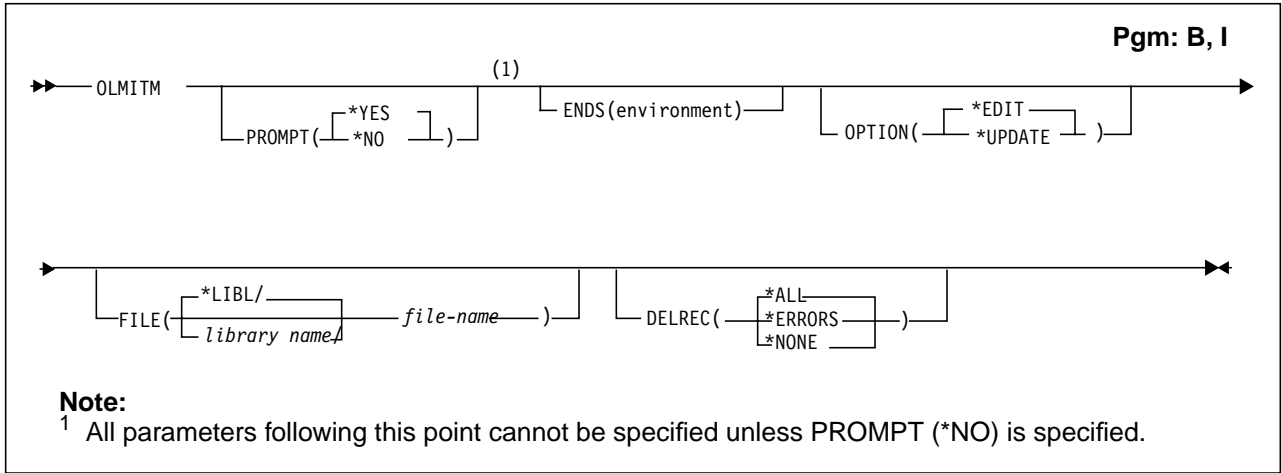 Pgm: B, I
OLMITM
PROMPT(
*YES
*NO
)
(1)
ENDS(environment)
OPTION(
*EDIT
*UPDATE
)
FILE(
*LIBL/
library name/
file-name
)
DELREC(
*ALL
*ERRORS
*NONE
)
Note:
1 All parameters following this point cannot be specified unless PROMPT (*NO) is specified.